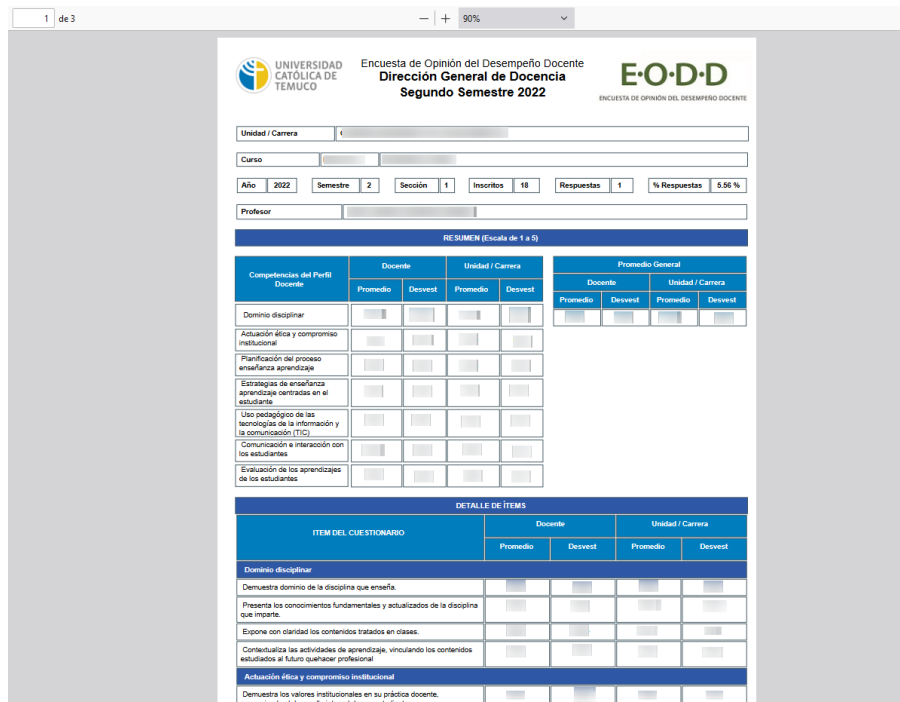 1 de 3 90%
UNIVERSIDAD
CATÓLICA DE
TEMUCO
Encuesta de Opinión del Desempeño Docente
Dirección General de Docencia
Segundo Semestre 2022
E·O·D·D
ENCUESTA DE OPINIÓN DEL DESEMPEÑO DOCENTE
Unidad / Carrera
Curso
Año 2022 Semestre 2 Sección 1 Inscritos 18 Respuestas 1 % Respuestas 5.56 %
Profesor
RESUMEN (Escala de 1 a 5)
Competencias del Perfil
Docente
Docente Unidad / Carrera
Promedio Desvest Promedio Desvest
Promedio General
Docente Unidad / Carrera
Promedio Desvest Promedio Desvest
Dominio disciplinar
Actuación ética y compromiso
institucional
Planificación del proceso
enseñanza aprendizaje
Estrategias de enseñanza
aprendizaje centradas en el
estudiante
Uso pedagógico de las
tecnologías de la información y
la comunicación (TIC)
Comunicación e interacción con
los estudiantes
Evaluación de los aprendizajes
de los estudiantes
DETALLE DE ÍTEMS
ITEM DEL CUESTIONARIO
Docente Unidad / Carrera
Promedio Desvest Promedio Desvest
Dominio disciplinar
Demuestra dominio de la disciplina que enseña.
Presenta los conocimientos fundamentales y actualizados de la disciplina
que imparte.
Expone con claridad los contenidos tratados en clases.
Contextualiza las actividades de aprendizaje, vinculando los contenidos
estudiados al futuro quehacer profesional
Actuación ética y compromiso institucional
Demuestra los valores institucionales en su práctica docente,